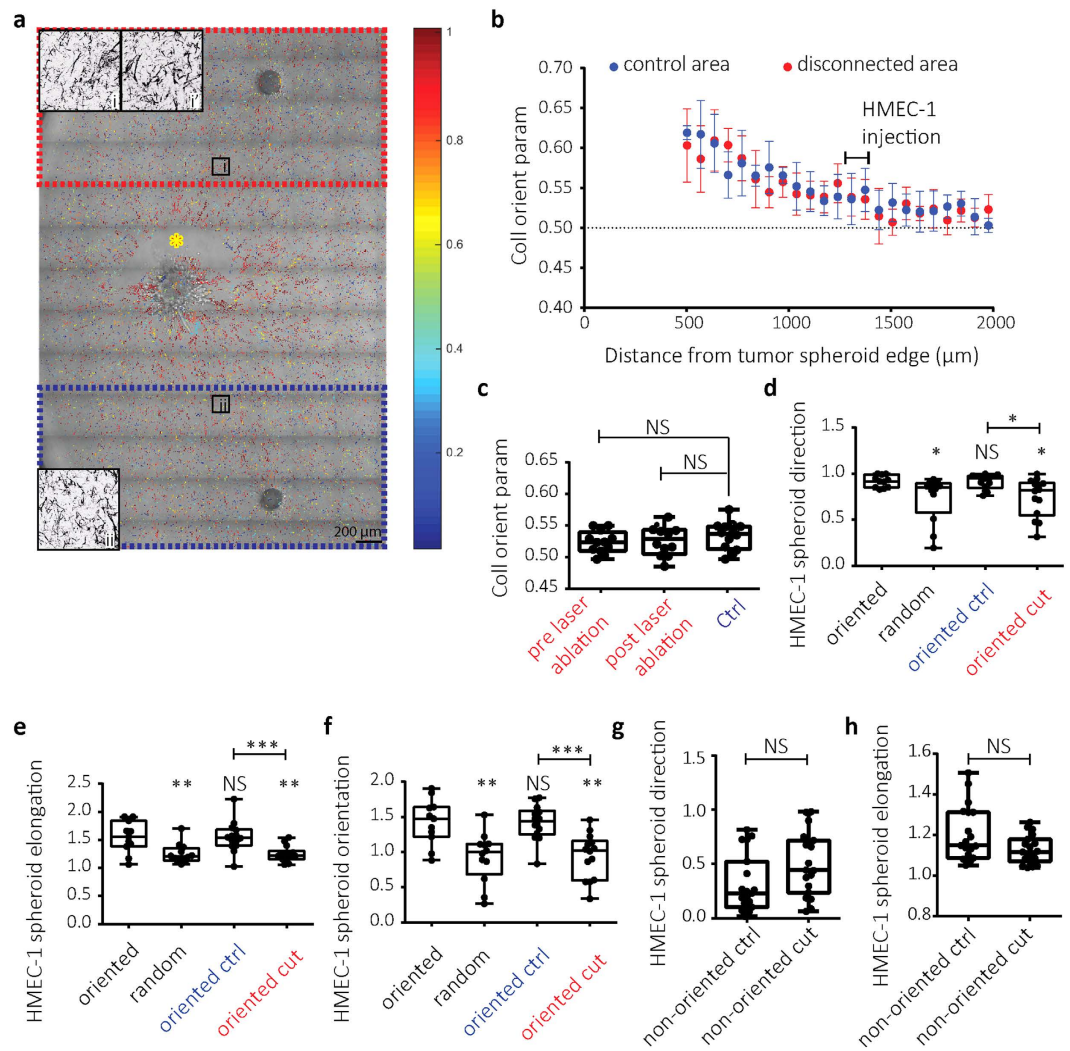 a
i
ii
i
ii
ii
200 µm
1
0.8
0.6
0.4
0.2
b
control area
disconnected area
HMEC-1
injection
Coll orient param
0.70
0.65
0.60
0.55
0.50
0.45
0.40
0
500
1000
1500
2000
Distance from tumor spheroid edge (µm)
c
NS
NS
Coll orient param
0.65
0.60
0.55
0.50
0.45
pre laser
ablation
post laser
ablation
Ctrl
d
HMEC-1 spheroid direction
1.5
1.0
0.5
0.0
*
NS
*
*
oriented
random
oriented ctrl
oriented cut
e
HMEC-1 spheroid elongation
2.5
2.0
1.5
1.0
0.5
0.0
**
NS
***
**
oriented
random
oriented ctrl
oriented cut
f
HMEC-1 spheroid orientation
2.0
1.5
1.0
0.5
0.0
**
NS
***
**
oriented
random
oriented ctrl
oriented cut
g
HMEC-1 spheroid direction
NS
1.5
1.0
0.5
0.0
non-oriented ctrl
non-oriented cut
h
HMEC-1 spheroid elongation
NS
1.6
1.4
1.2
1.0
0.8
non-oriented ctrl
non-oriented cut